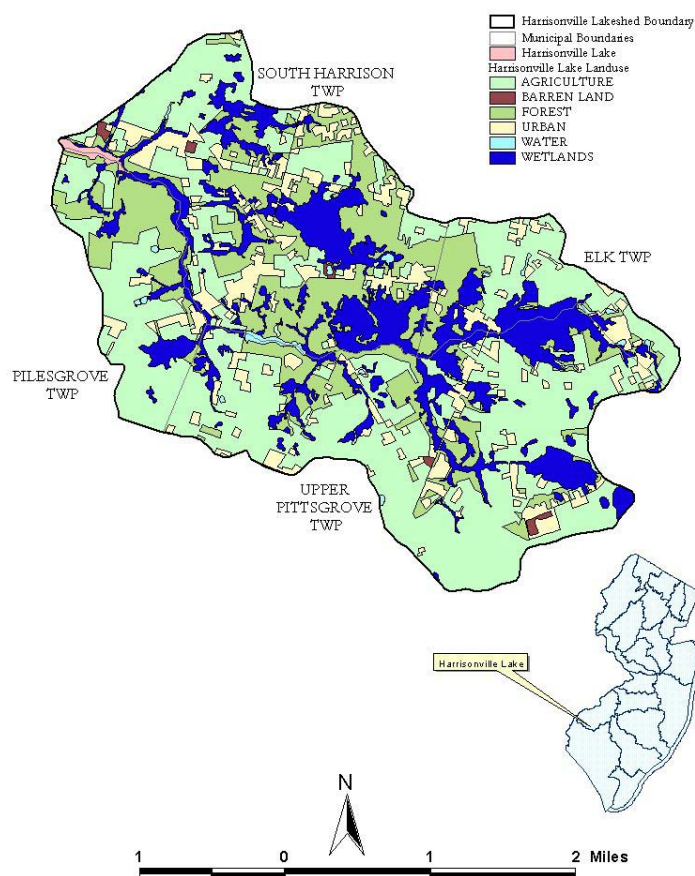 Harrisonville Lakeshed Boundary
Municipal Boundaries
Harrisonville Lake
Harrisonville Lake Landuse
AGRICULTURE
BARREN LAND
FOREST
URBAN
WATER
WETLANDS
SOUTH HARRISON
TWP
ELK TWP
PILESGROVE
TWP
UPPER
PITTSGROVE
TWP
Harrisonville Lake
N
1 0 1 2 Miles